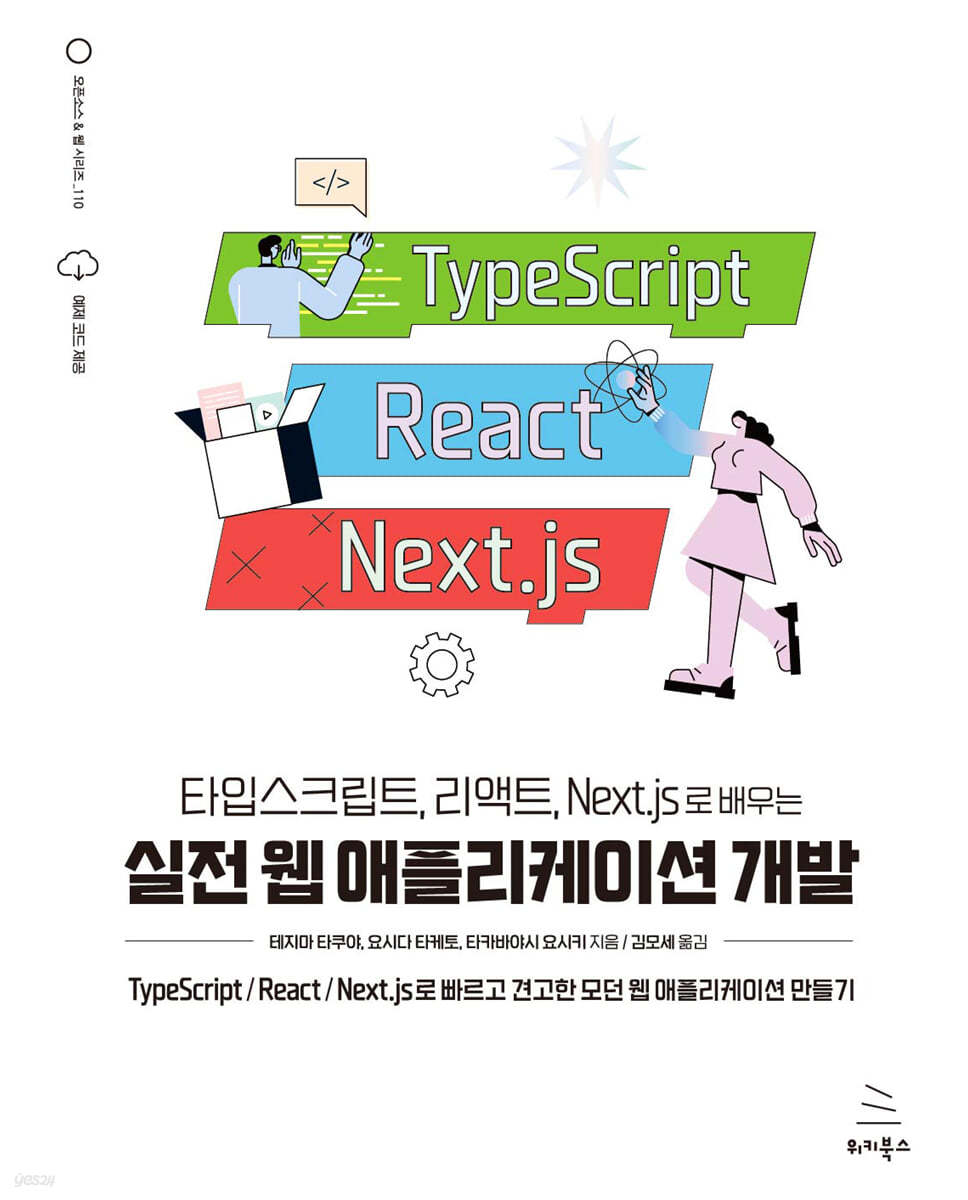 오픈소스 & 웹 시리즈_110
예제 코드 제공
</>
TypeScript
React
Next.js
타입스크립트, 리액트, Next.js로 배우는
실전 웹 애플리케이션 개발
테지마 타쿠야, 요시다 타케토, 타카바야시 요시키 지음 / 김모세 옮김
TypeScript / React / Next.js로 빠르고 견고한 모던 웹 애플리케이션 만들기
위키북스
yes24